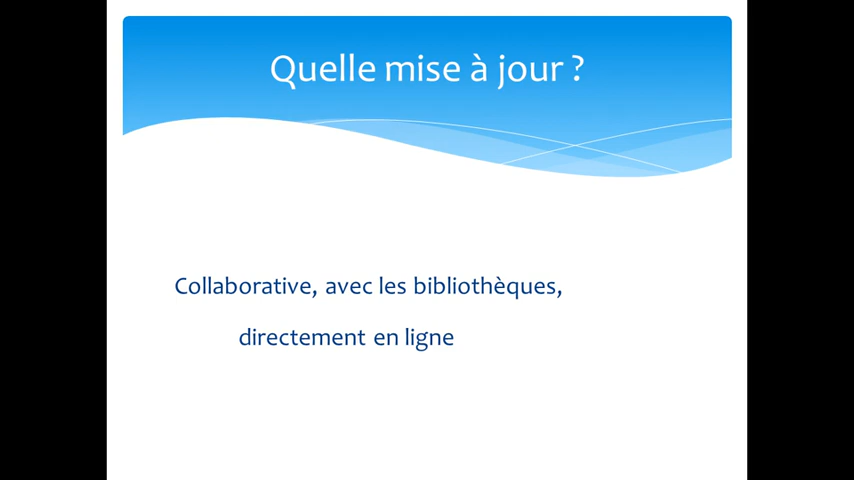 Quelle mise à jour ?
Collaborative, avec les bibliothèques,
directement en ligne